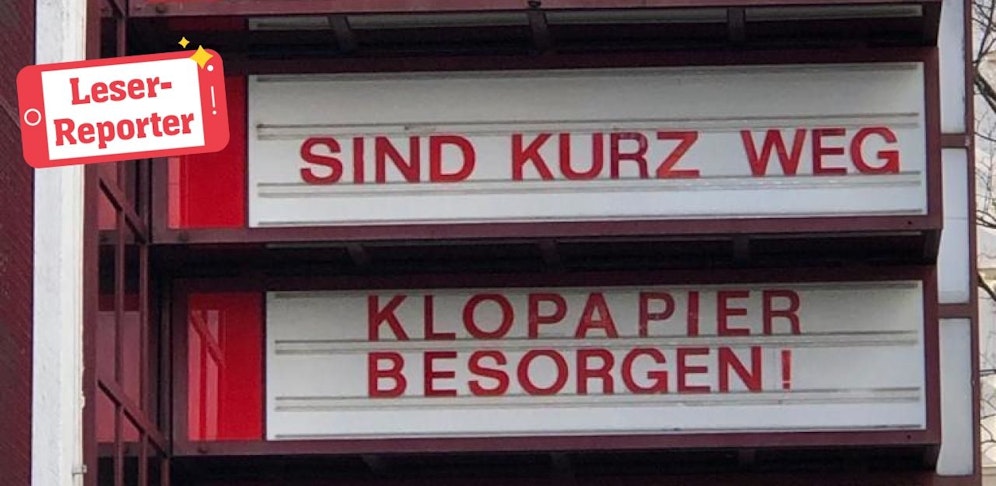 Leser-
Reporter
SIND KURZ WEG
KLOPAPIER
BESORGEN!